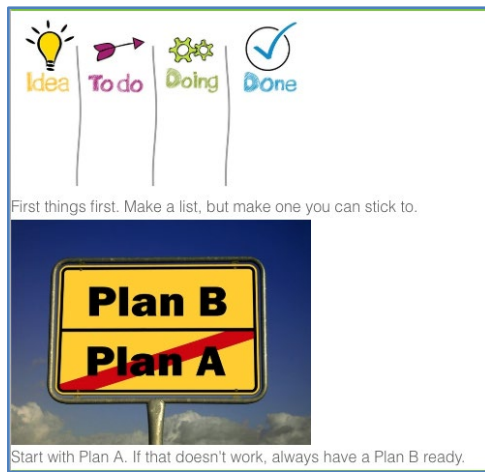 Idea To do Doing Done
First things first. Make a list, but make one you can stick to.
Plan B
Plan A
Start with Plan A. If that doesn't work, always have a Plan B ready.